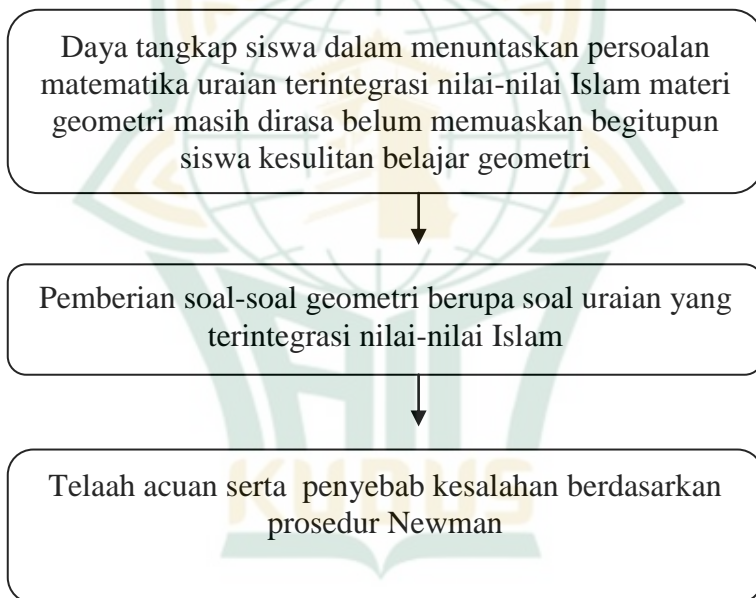 Daya tangkap siswa dalam menuntaskan persoalan
matematika uraian terintegrasi nilai-nilai Islam materi
geometri masih dirasa belum memuaskan begitupun
siswa kesulitan belajar geometri
Pemberian soal-soal geometri berupa soal uraian yang
terintegrasi nilai-nilai Islam
Telaah acuan serta penyebab kesalahan berdasarkan
prosedur Newman
KUDUS